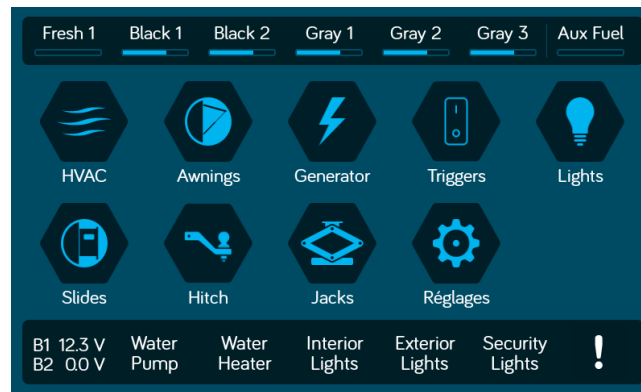 Fresh 1 Black 1 Black 2 Gray 1 Gray 2 Gray 3 Aux Fuel
HVAC Awnings Generator Triggers Lights
Slides Hitch Jacks Réglages
B1 12.3 V Water Water Interior Exterior Security !
B2 0.0 V Pump Heater Lights Lights Lights